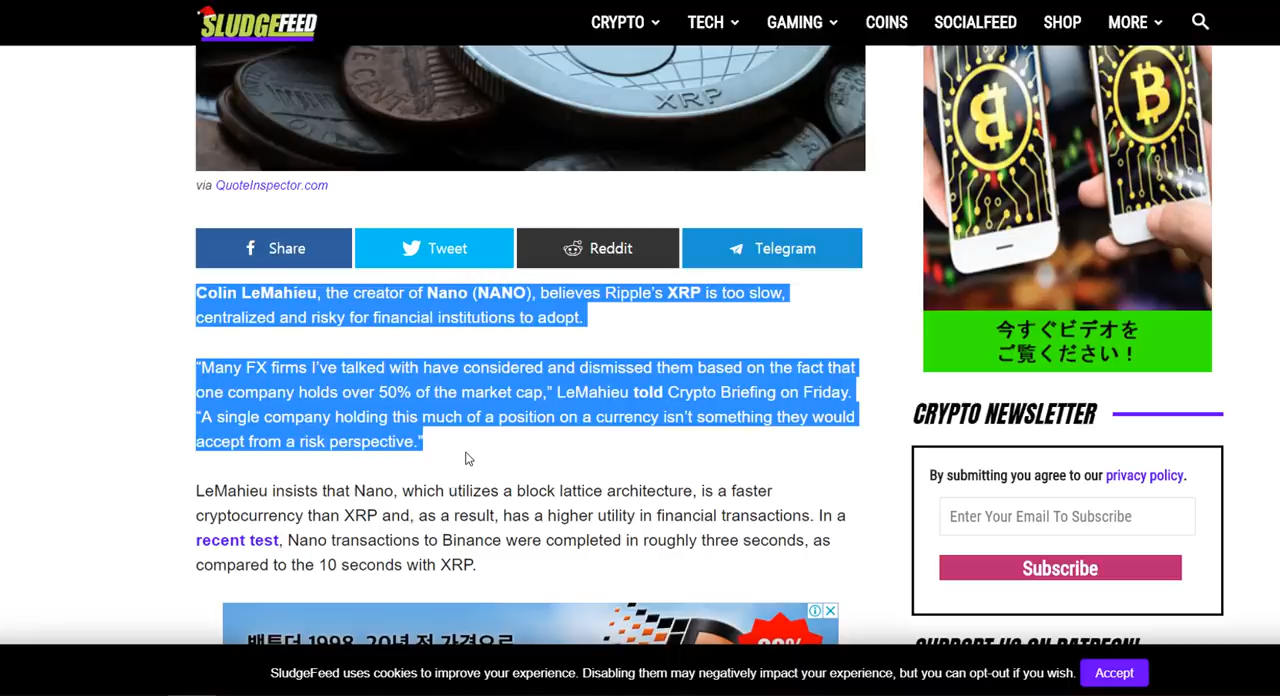 SLUDGEFEED
CRYPTO TECH GAMING COINS SOCIALFEED SHOP MORE
XRP
via QuoteInspector.com
Share Tweet Reddit Telegram
Colin LeMahieu, the creator of Nano (NANO), believes Ripple's XRP is too slow,
centralized and risky for financial institutions to adopt.
"Many FX firms I've talked with have considered and dismissed them based on the fact that
one company holds over 50% of the market cap," LeMahieu told Crypto Briefing on Friday.
"A single company holding this much of a position on a currency isn't something they would
accept from a risk perspective."
LeMahieu insists that Nano, which utilizes a block lattice architecture, is a faster
cryptocurrency than XRP and, as a result, has a higher utility in financial transactions. In a
recent test, Nano transactions to Binance were completed in roughly three seconds, as
compared to the 10 seconds with XRP.
今すぐビデオを
ご覧ください！
CRYPTO NEWSLETTER
By submitting you agree to our privacy policy.
Enter Your Email To Subscribe
Subscribe
SUPPORT US ON PATREON!
SludgeFeed uses cookies to improve your experience. Disabling them may negatively impact your experience, but you can opt-out if you wish. Accept